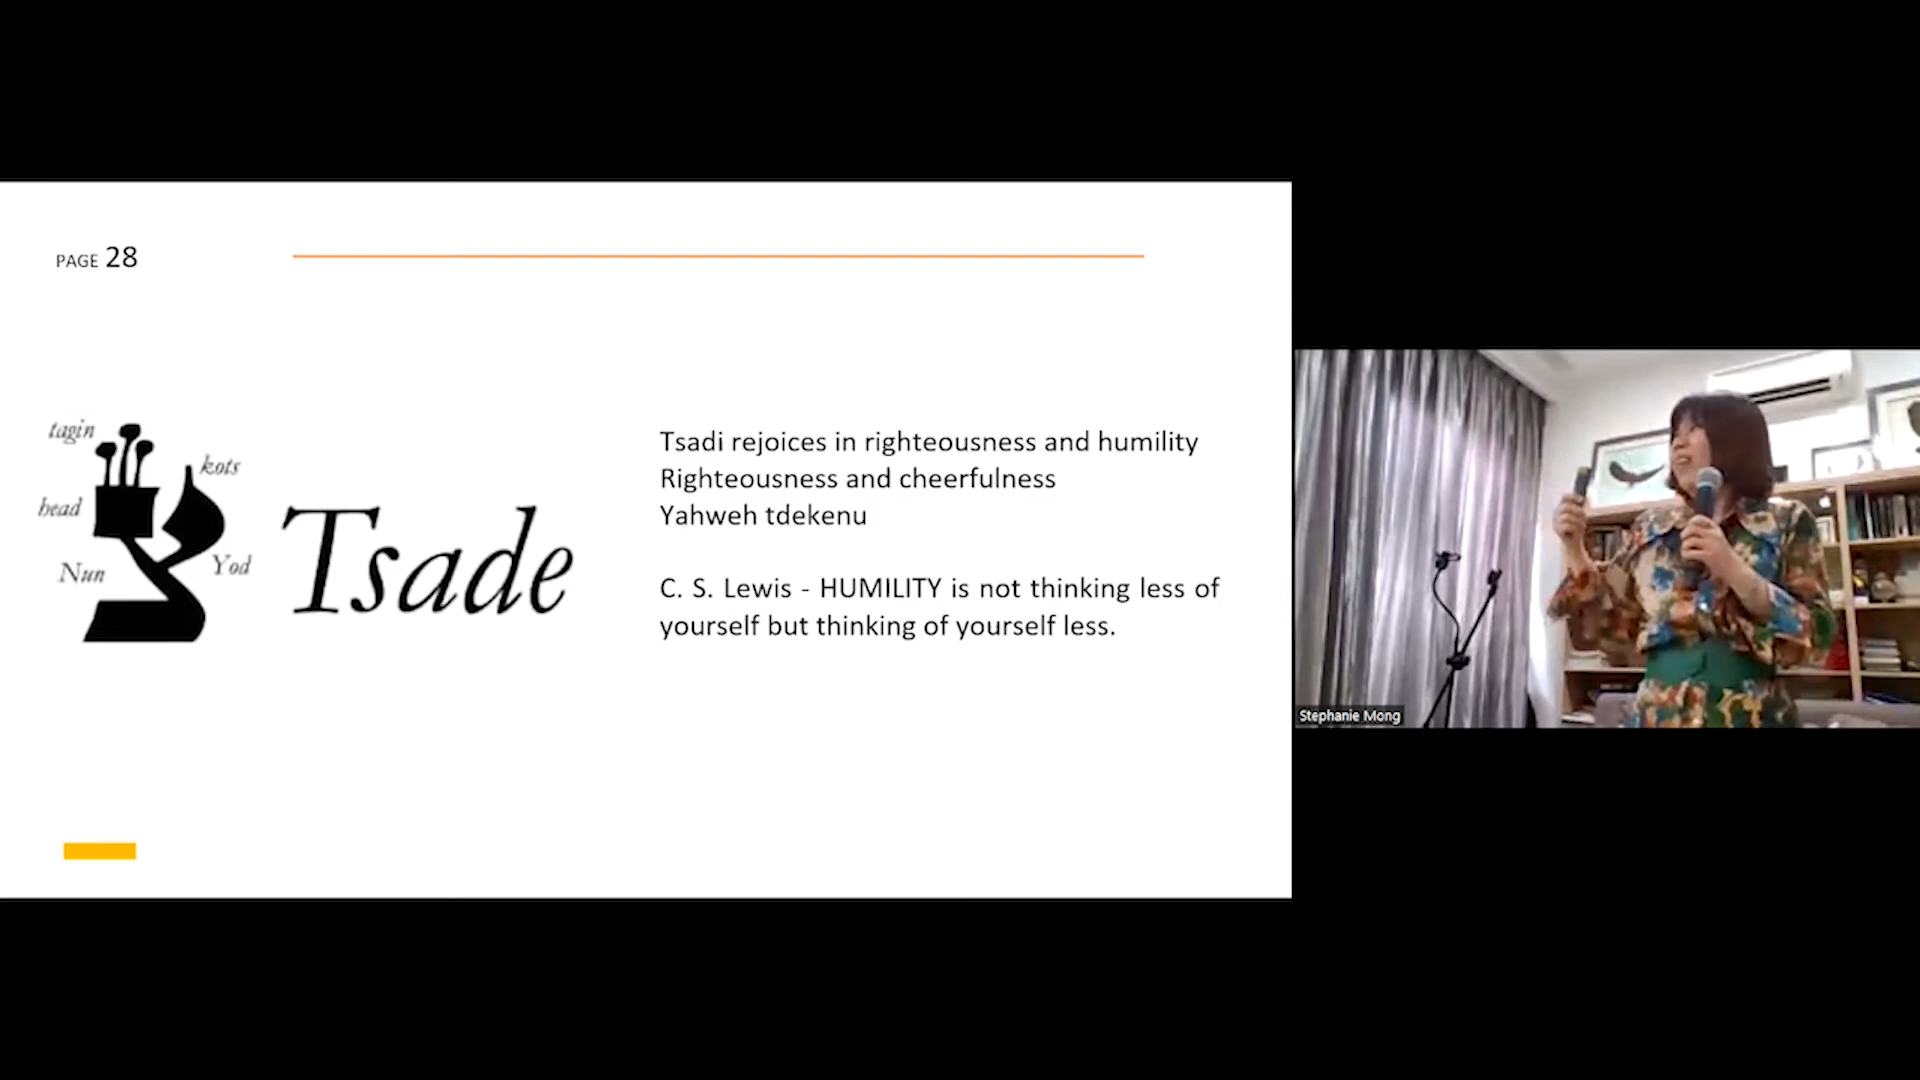 PAGE 28
tagin
kots
head
Nun
Yod
Tsade
Tsadi rejoices in righteousness and humility
Righteousness and cheerfulness
Yahweh tdekenu
C. S. Lewis - HUMILITY is not thinking less of
yourself but thinking of yourself less.
Stephanie Mong